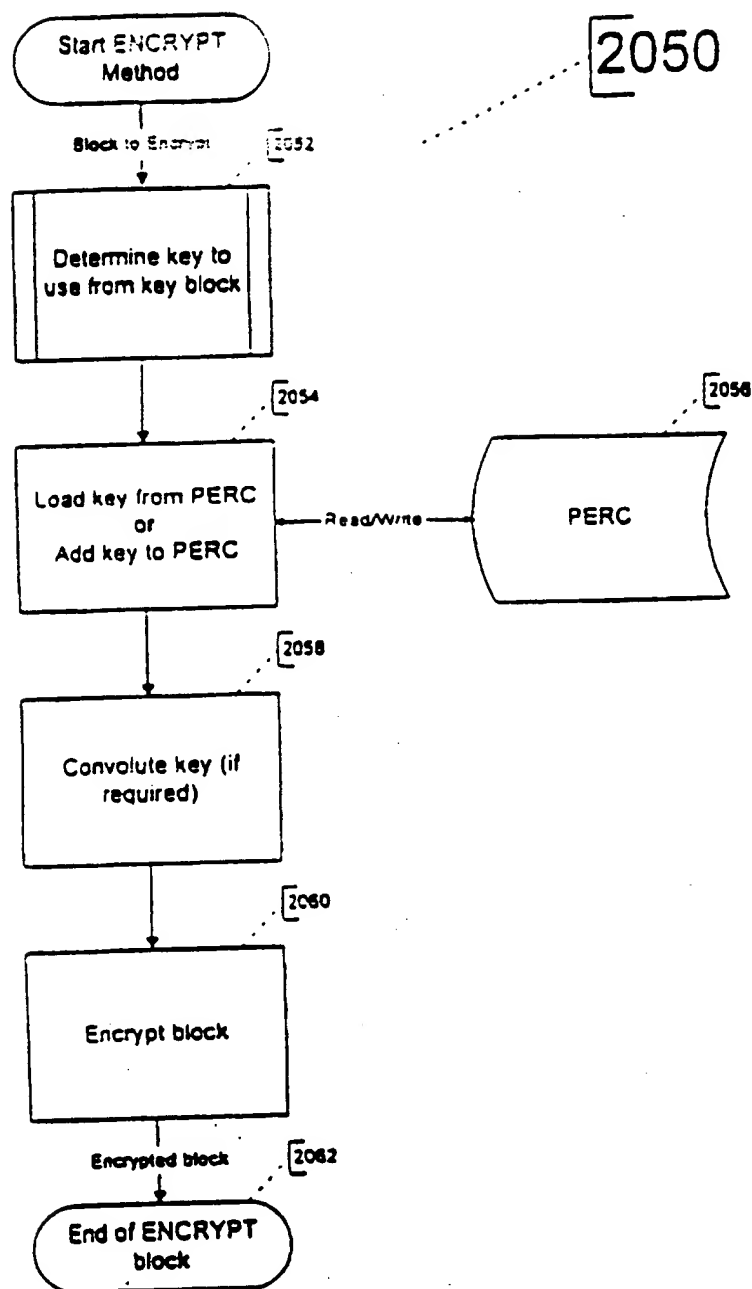 Start ENCRYPT
Method
2050
Block to Encrypt
2052
Determine key to
use from key block
2054
2056
Load key from PERC
or
Add key to PERC
Read/Write
PERC
2058
Convolute key (if
required)
2060
Encrypt block
Encrypted block
2062
End of ENCRYPT
block